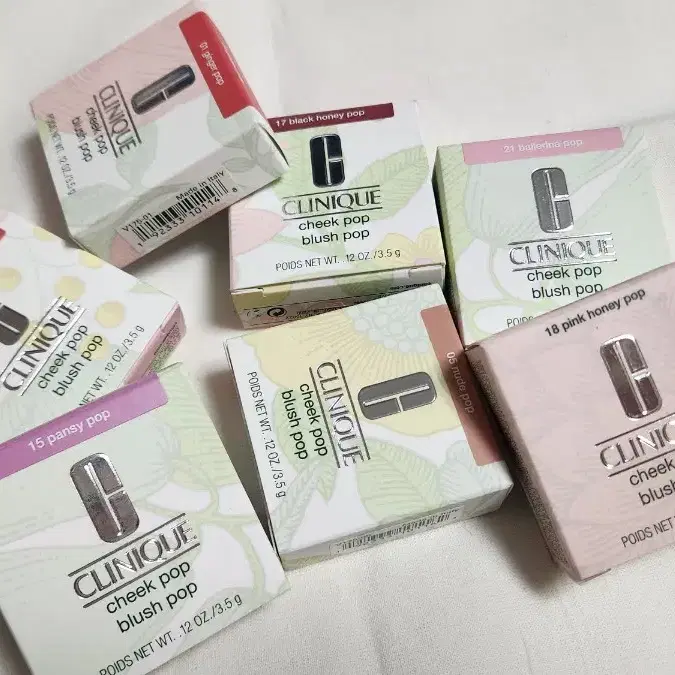 01 ginger pop
CLINIQUE
cheek pop
blush pop
POIDS NET WT. .12 OZ./3.5 g
Made in Italy
V176-01
17 black honey pop
CLINIQUE
cheek pop
blush pop
POIDS NET WT. .12 OZ./3.5 g
21 ballerina pop
CLINIQUE
cheek pop
blush pop
CLINIQUE
cheek pop
blush pop
NET WT. .12 OZ./3.5 g
05 nude pop
CLINIQUE
cheek pop
blush pop
POIDS NET WT. .12 OZ./3.5 g
18 pink honey pop
CLINIQ
cheek
blush
POIDS NET
15 pansy pop
CLINIQUE
cheek pop
blush pop
POIDS NET WT. .12 OZ./3.5 g